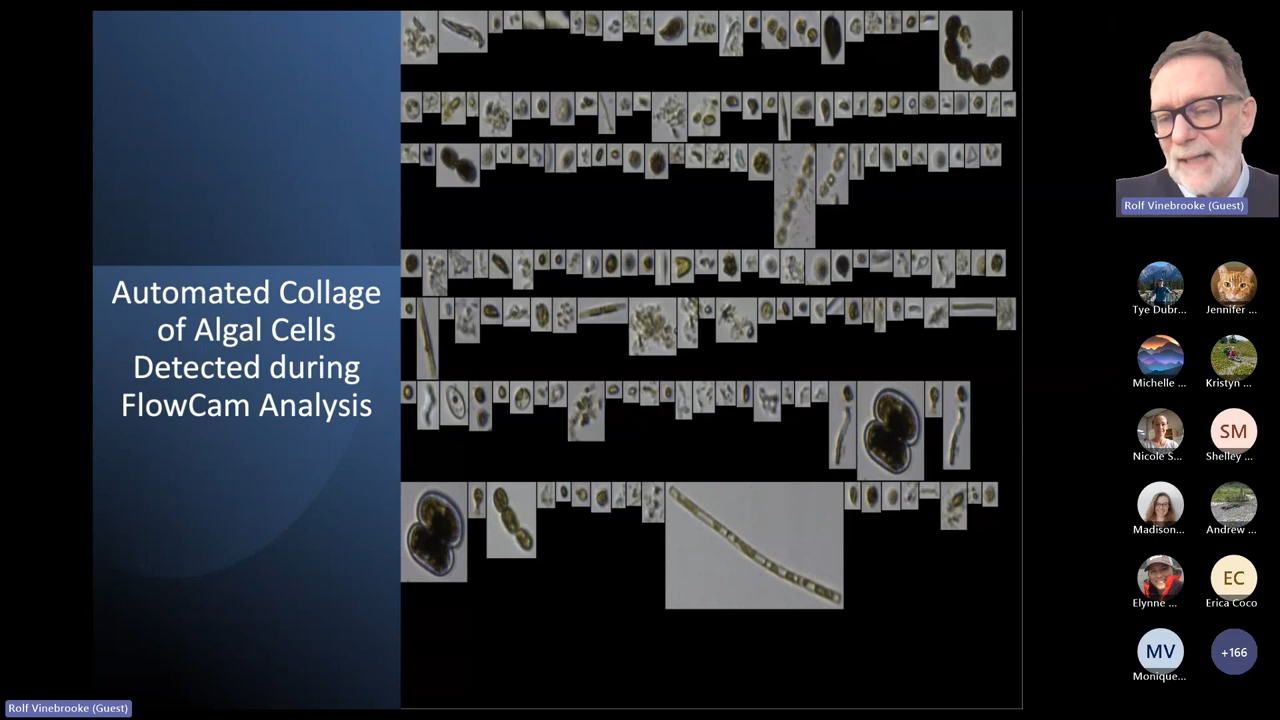 Automated Collage
of Algal Cells
Detected during
FlowCam Analysis
Rolf Vinebrooke (Guest)
Tye Dubr...
Jennifer ...
Michelle ...
Kristyn ...
Nicole S...
SM
Shelley ...
Madison...
Andrew ...
Elynne ...
EC
Erica Coco
MV
Monique...
+166
Rolf Vinebrooke (Guest)